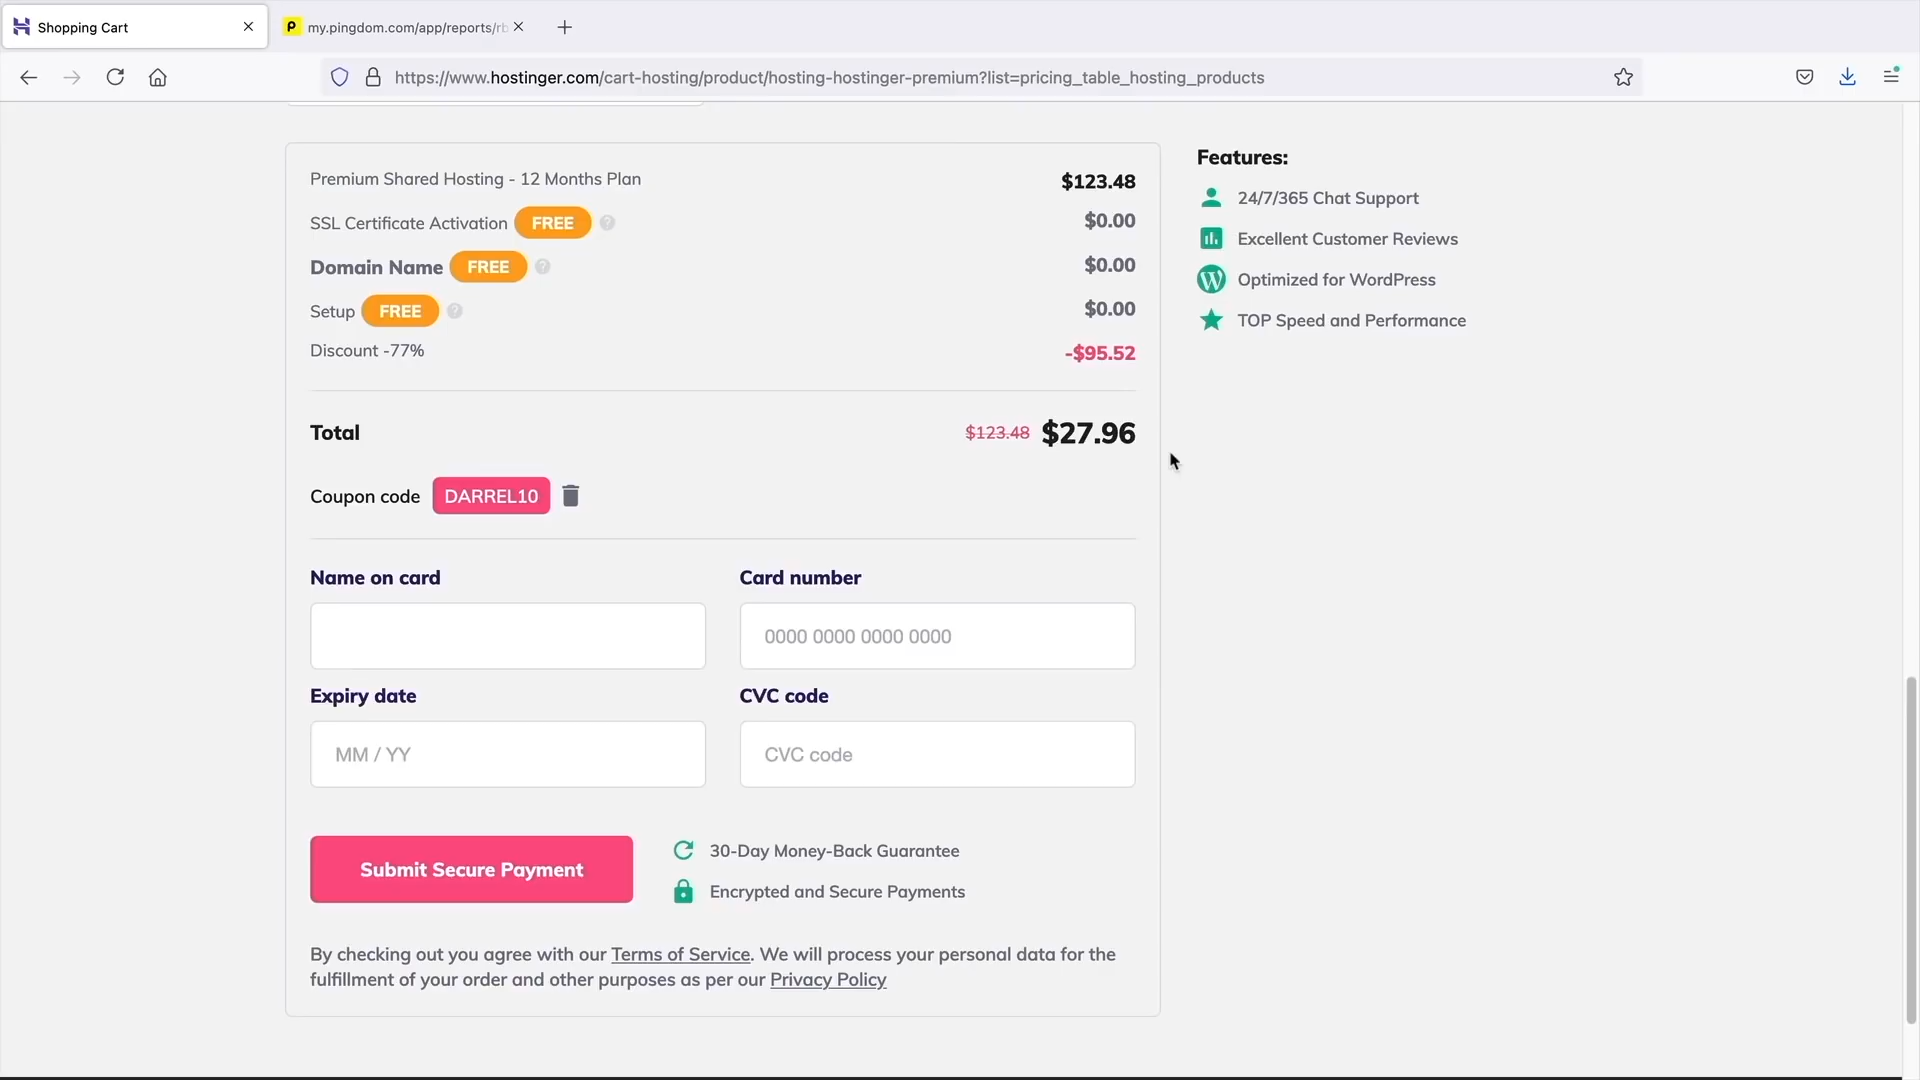 Shopping Cart
my.pingdom.com/app/reports/rb
https://www.hostinger.com/cart-hosting/product/hosting-hostinger-premium?list=pricing_table_hosting_products
Premium Shared Hosting - 12 Months Plan $123.48
SSL Certificate Activation FREE ? $0.00
Domain Name FREE ? $0.00
Setup FREE ? $0.00
Discount -77% -$95.52
Total $123.48 $27.96
Coupon code DARREL10
Name on card Card number
0000 0000 0000 0000
Expiry date CVC code
MM / YY CVC code
Submit Secure Payment
30-Day Money-Back Guarantee
Encrypted and Secure Payments
By checking out you agree with our Terms of Service. We will process your personal data for the
fulfillment of your order and other purposes as per our Privacy Policy
Features:
24/7/365 Chat Support
Excellent Customer Reviews
Optimized for WordPress
TOP Speed and Performance